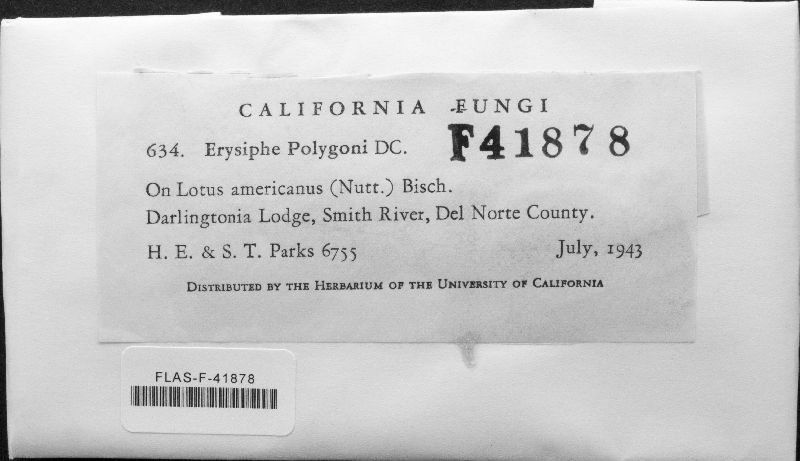 CALIFORNIA FUNGI
634. Erysiphe Polygoni DC. F41878
On Lotus americanus (Nutt.) Bisch.
Darlingtonia Lodge, Smith River, Del Norte County.
H. E. & S. T. Parks 6755 July, 1943
DISTRIBUTED BY THE HERBARIUM OF THE UNIVERSITY OF CALIFORNIA
FLAS-F-41878